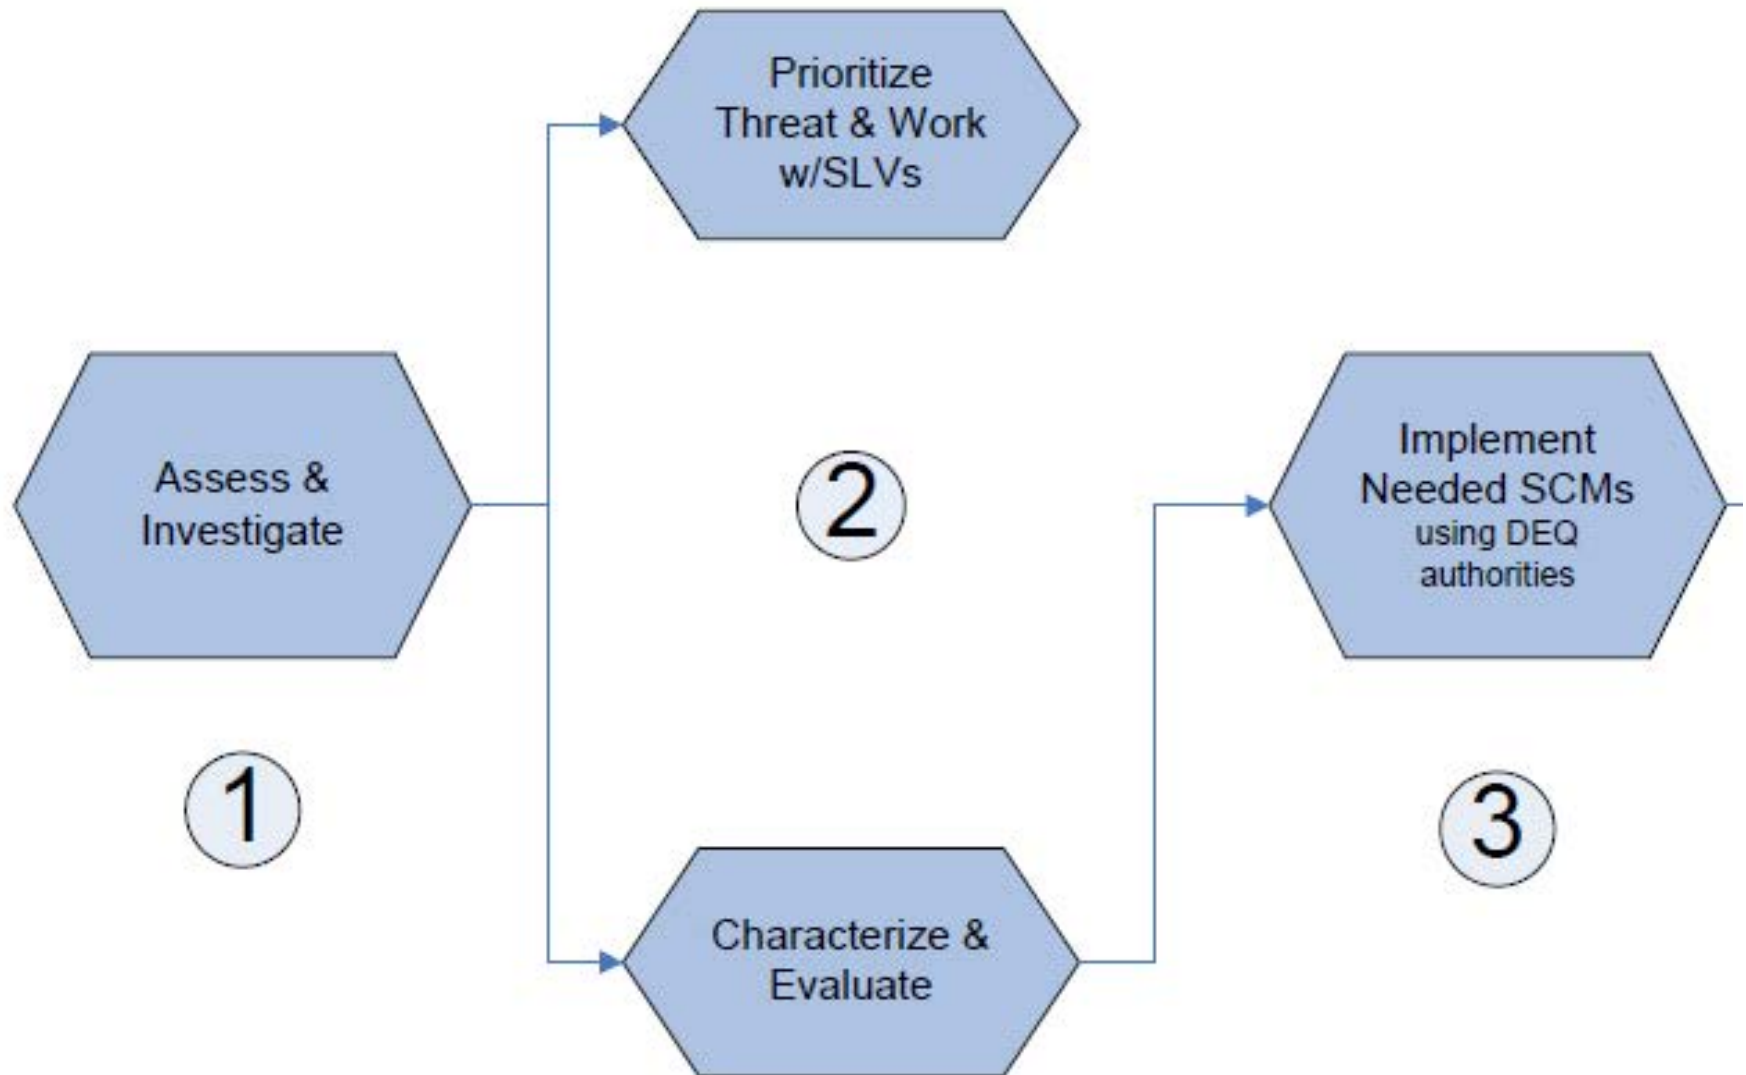 Prioritize
Threat & Work
w/SLVs
Assess &
Investigate
2
Implement
Needed SCMs
using DEQ
authorities
1
3
Characterize &
Evaluate